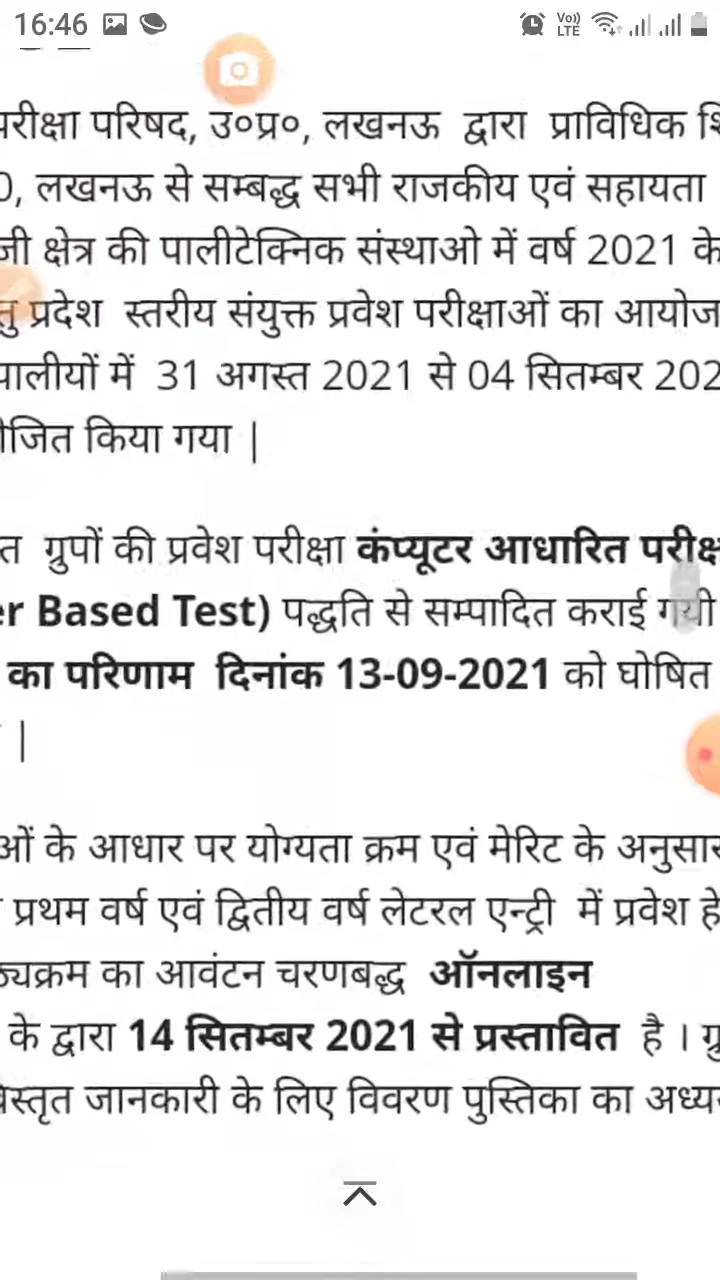 16:46
Vo)) LTE
परीक्षा परिषद, उ०प्र०, लखनऊ द्वारा प्राविधिक
लखनऊ से सम्बद्ध सभी राजकीय एवं सहायता
क्षेत्र की पालीटेक्निक संस्थाओ में वर्ष 2021 के
प्रदेश स्तरीय संयुक्त प्रवेश परीक्षाओं का आयोज
पालीयों में 31 अगस्त 2021 से 04 सितम्बर 202
जित किया गया |
त ग्रुपों की प्रवेश परीक्षा कंप्यूटर आधारित परीक्ष
er Based Test) पद्धति से सम्पादित कराई गयी
का परिणाम दिनांक 13-09-2021 को घोषित
|
ओं के आधार पर योग्यता क्रम एवं मेरिट के अनुसार
प्रथम वर्ष एवं द्वितीय वर्ष लेटरल एन्ट्री में प्रवेश हे
ठ्यक्रम का आवंटन चरणबद्ध ऑनलाइन
के द्वारा 14 सितम्बर 2021 से प्रस्तावित है । ग्रु
विस्तृत जानकारी के लिए विवरण पुस्तिका का अध्य